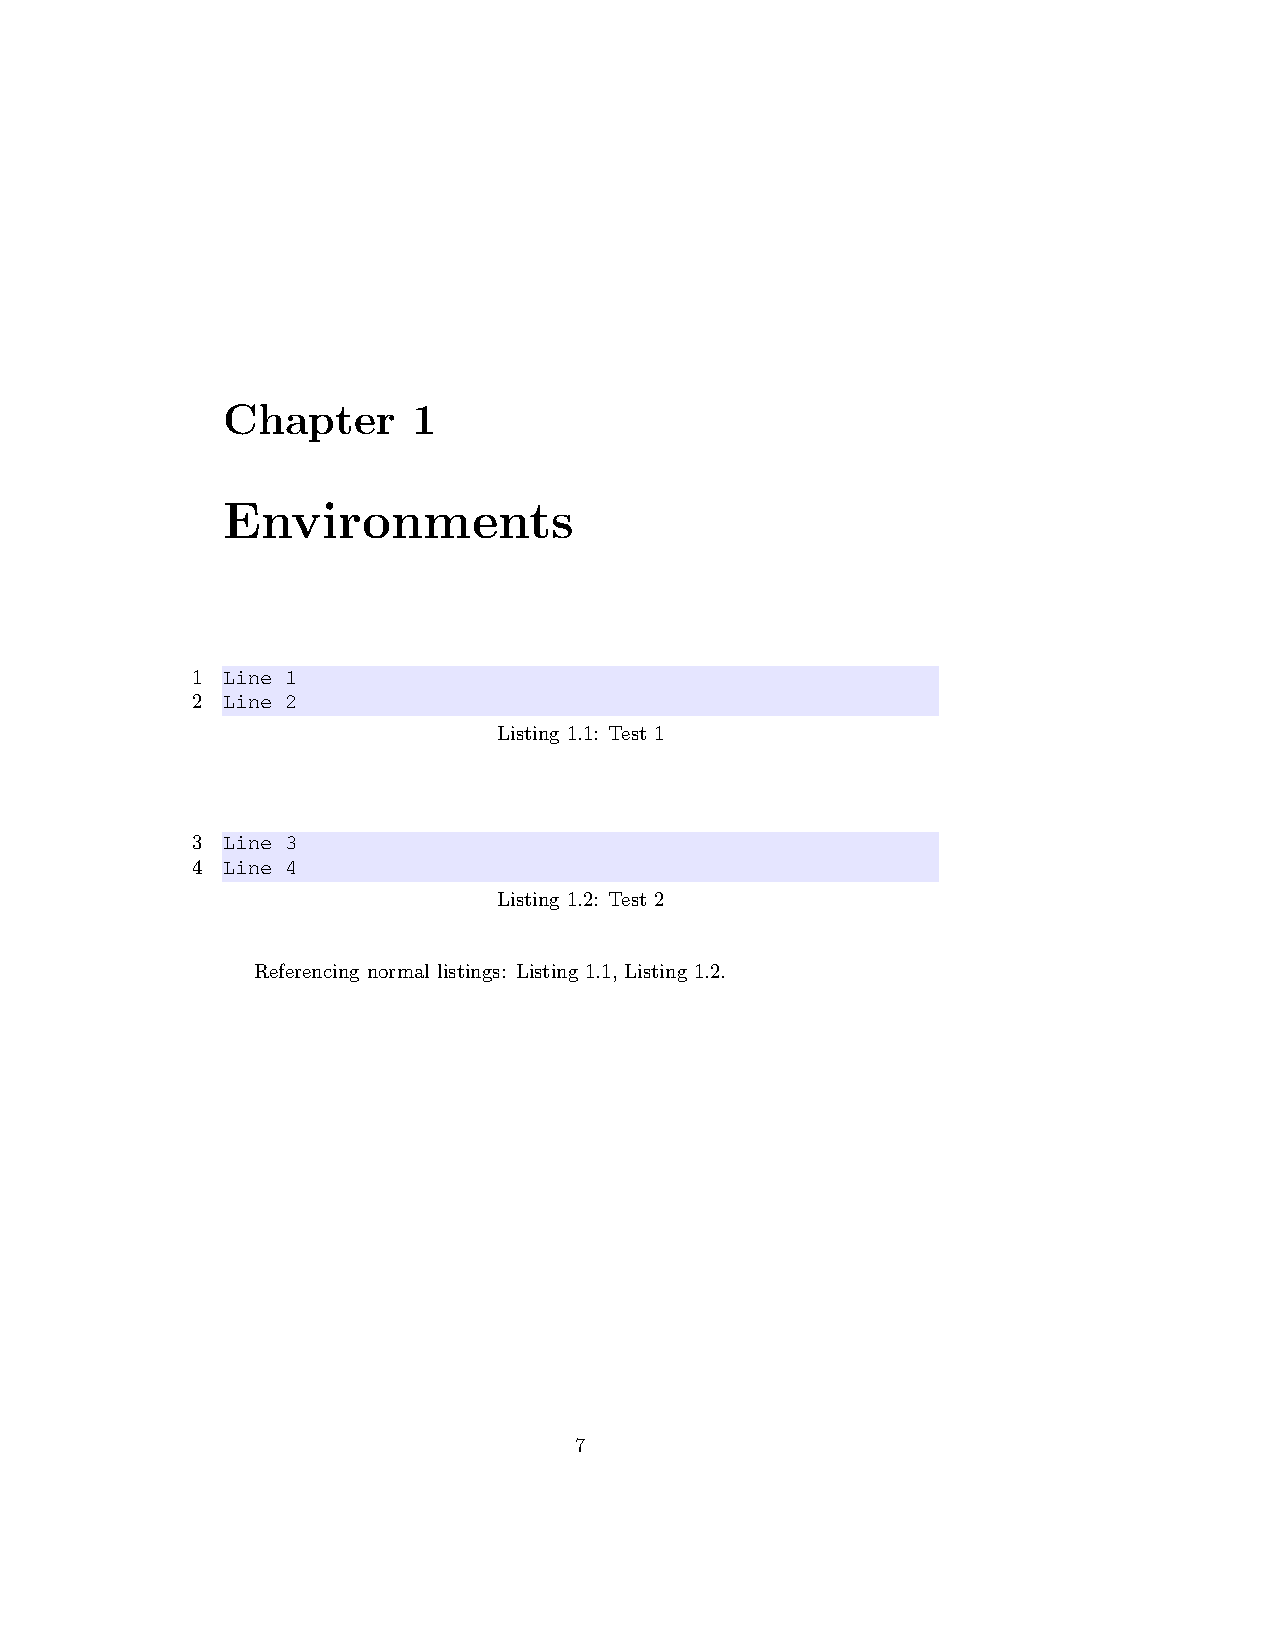 Chapter 1
Environments
1 Line 1
2 Line 2
Listing 1.1: Test 1
3 Line 3
4 Line 4
Listing 1.2: Test 2
Referencing normal listings: Listing 1.1, Listing 1.2.
7